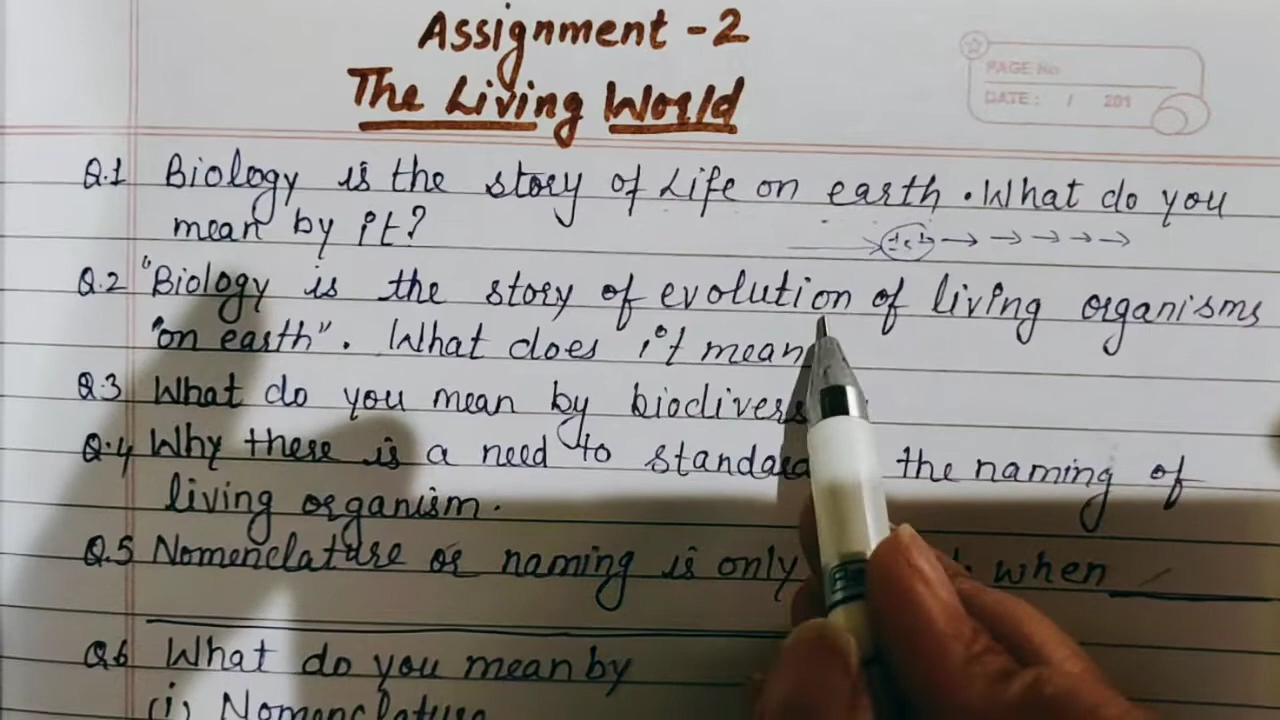 Assignment - 2
The Living World
PAGE No
DATE : / 201
Q.1 Biology is the story of Life on earth. What do you
mean by it?
Q.2 "Biology is the story of evolution of living organisms
"on earth". What does it mean
Q.3 What do you mean by
Q.4 Why there is a need to the naming of
living organism.
Q.5 Nomenclature or naming is only when
Q6 What do you mean by
(i) Nomenclature